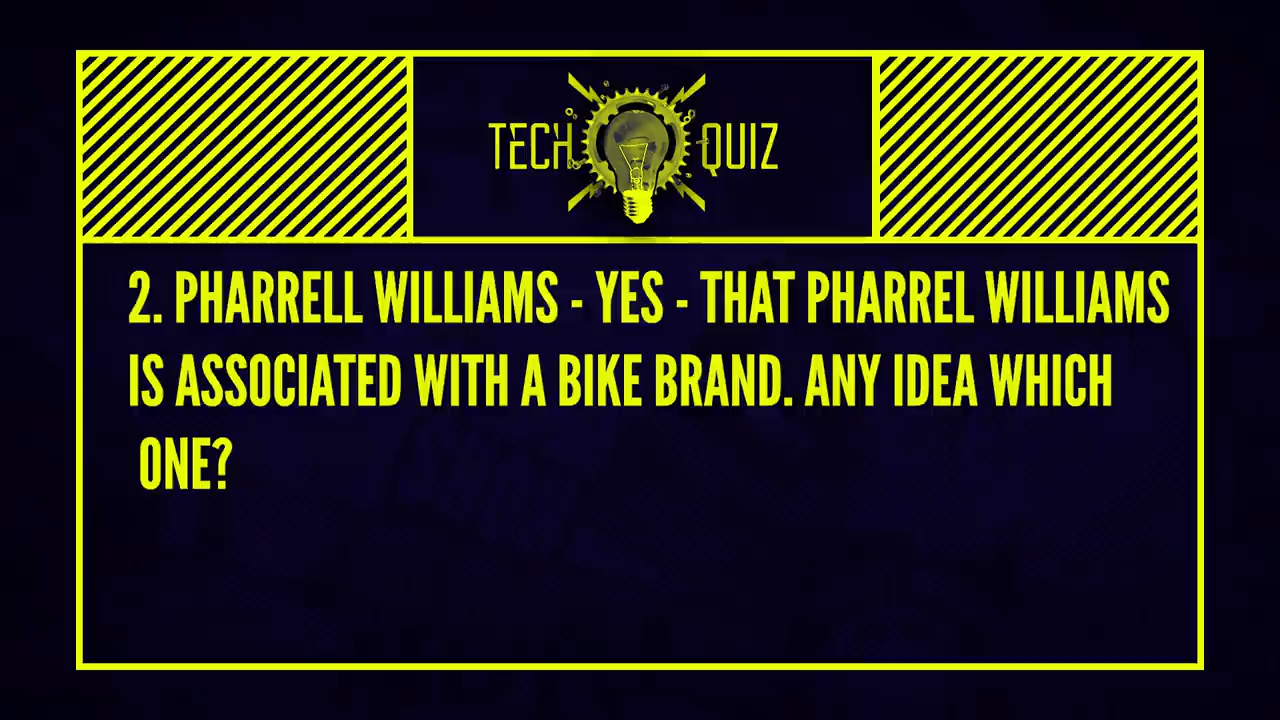 TECH QUIZ
2. PHARRELL WILLIAMS - YES - THAT PHARREL WILLIAMS
IS ASSOCIATED WITH A BIKE BRAND. ANY IDEA WHICH
ONE?